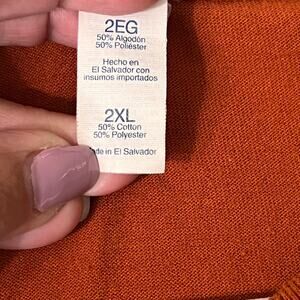 2EG
50% Algodón
50% Poliéster
Hecho en
El Salvador con
insumos importados
2XL
50% Cotton
50% Polyester
in El Salvador